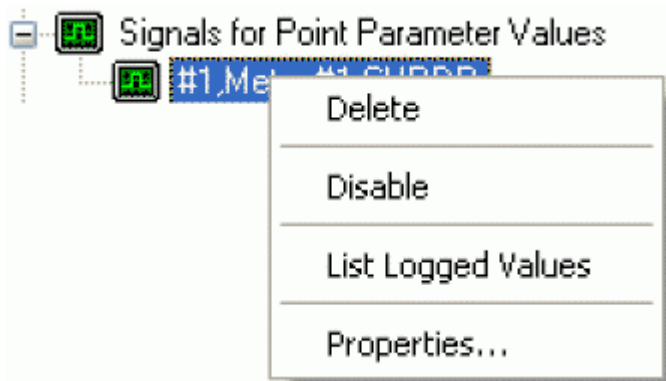 Signals for Point Parameter Values
#1,Me
Delete
Disable
List Logged Values
Properties...